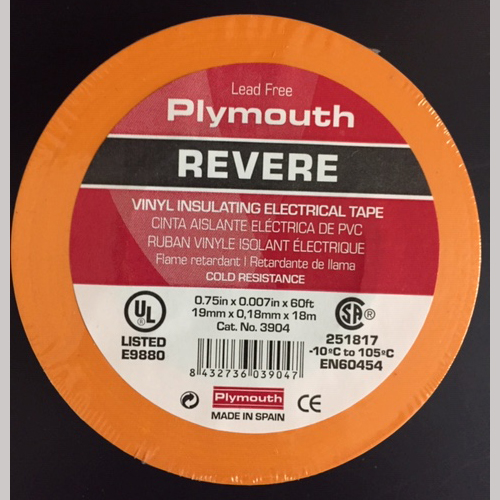 Lead Free
Plymouth
REVERE
VINYL INSULATING ELECTRICAL TAPE
CINTA AISLANTE ELÉCTRICA DE PVC
RUBAN VINYLE ISOLANT ÉLECTRIQUE
Flame retardant | Retardante de llama
COLD RESISTANCE
0.75in x 0.007in x 60ft
19mm x 0,18mm x 18m
Cat. No. 3904
UL
LISTED
E9880
SA
251817
-10ºC to 105ºC
EN60454
8 432736 039047
Plymouth
MADE IN SPAIN
CE